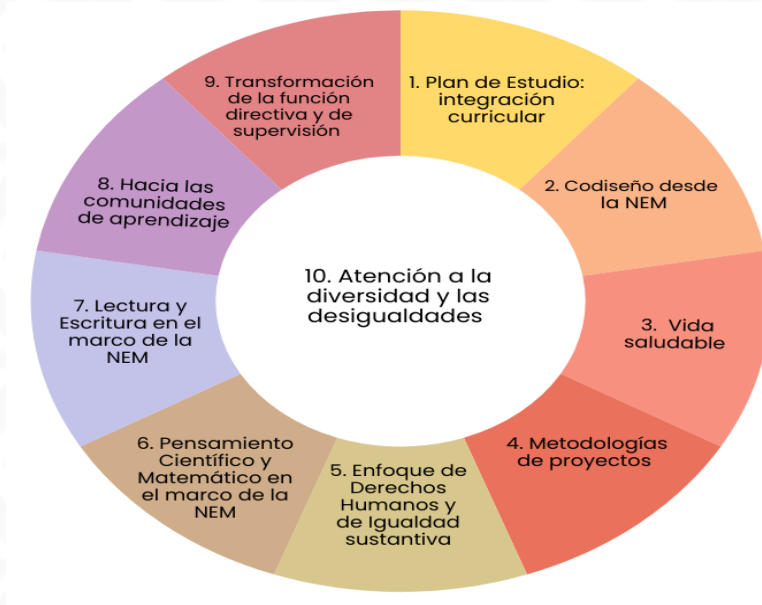 1. Plan de Estudio:
integración
curricular
2. Codiseño desde
la NEM
3. Vida
saludable
4. Metodologías
de proyectos
5. Enfoque de
Derechos
Humanos y
de Igualdad
sustantiva
6. Pensamiento
Científico y
Matemático en
el marco de la
NEM
7. Lectura y
Escritura en el
marco de la
NEM
8. Hacia las
comunidades
de aprendizaje
9. Transformación
de la función
directiva y de
supervisión
10. Atención a la
diversidad y las
desigualdades